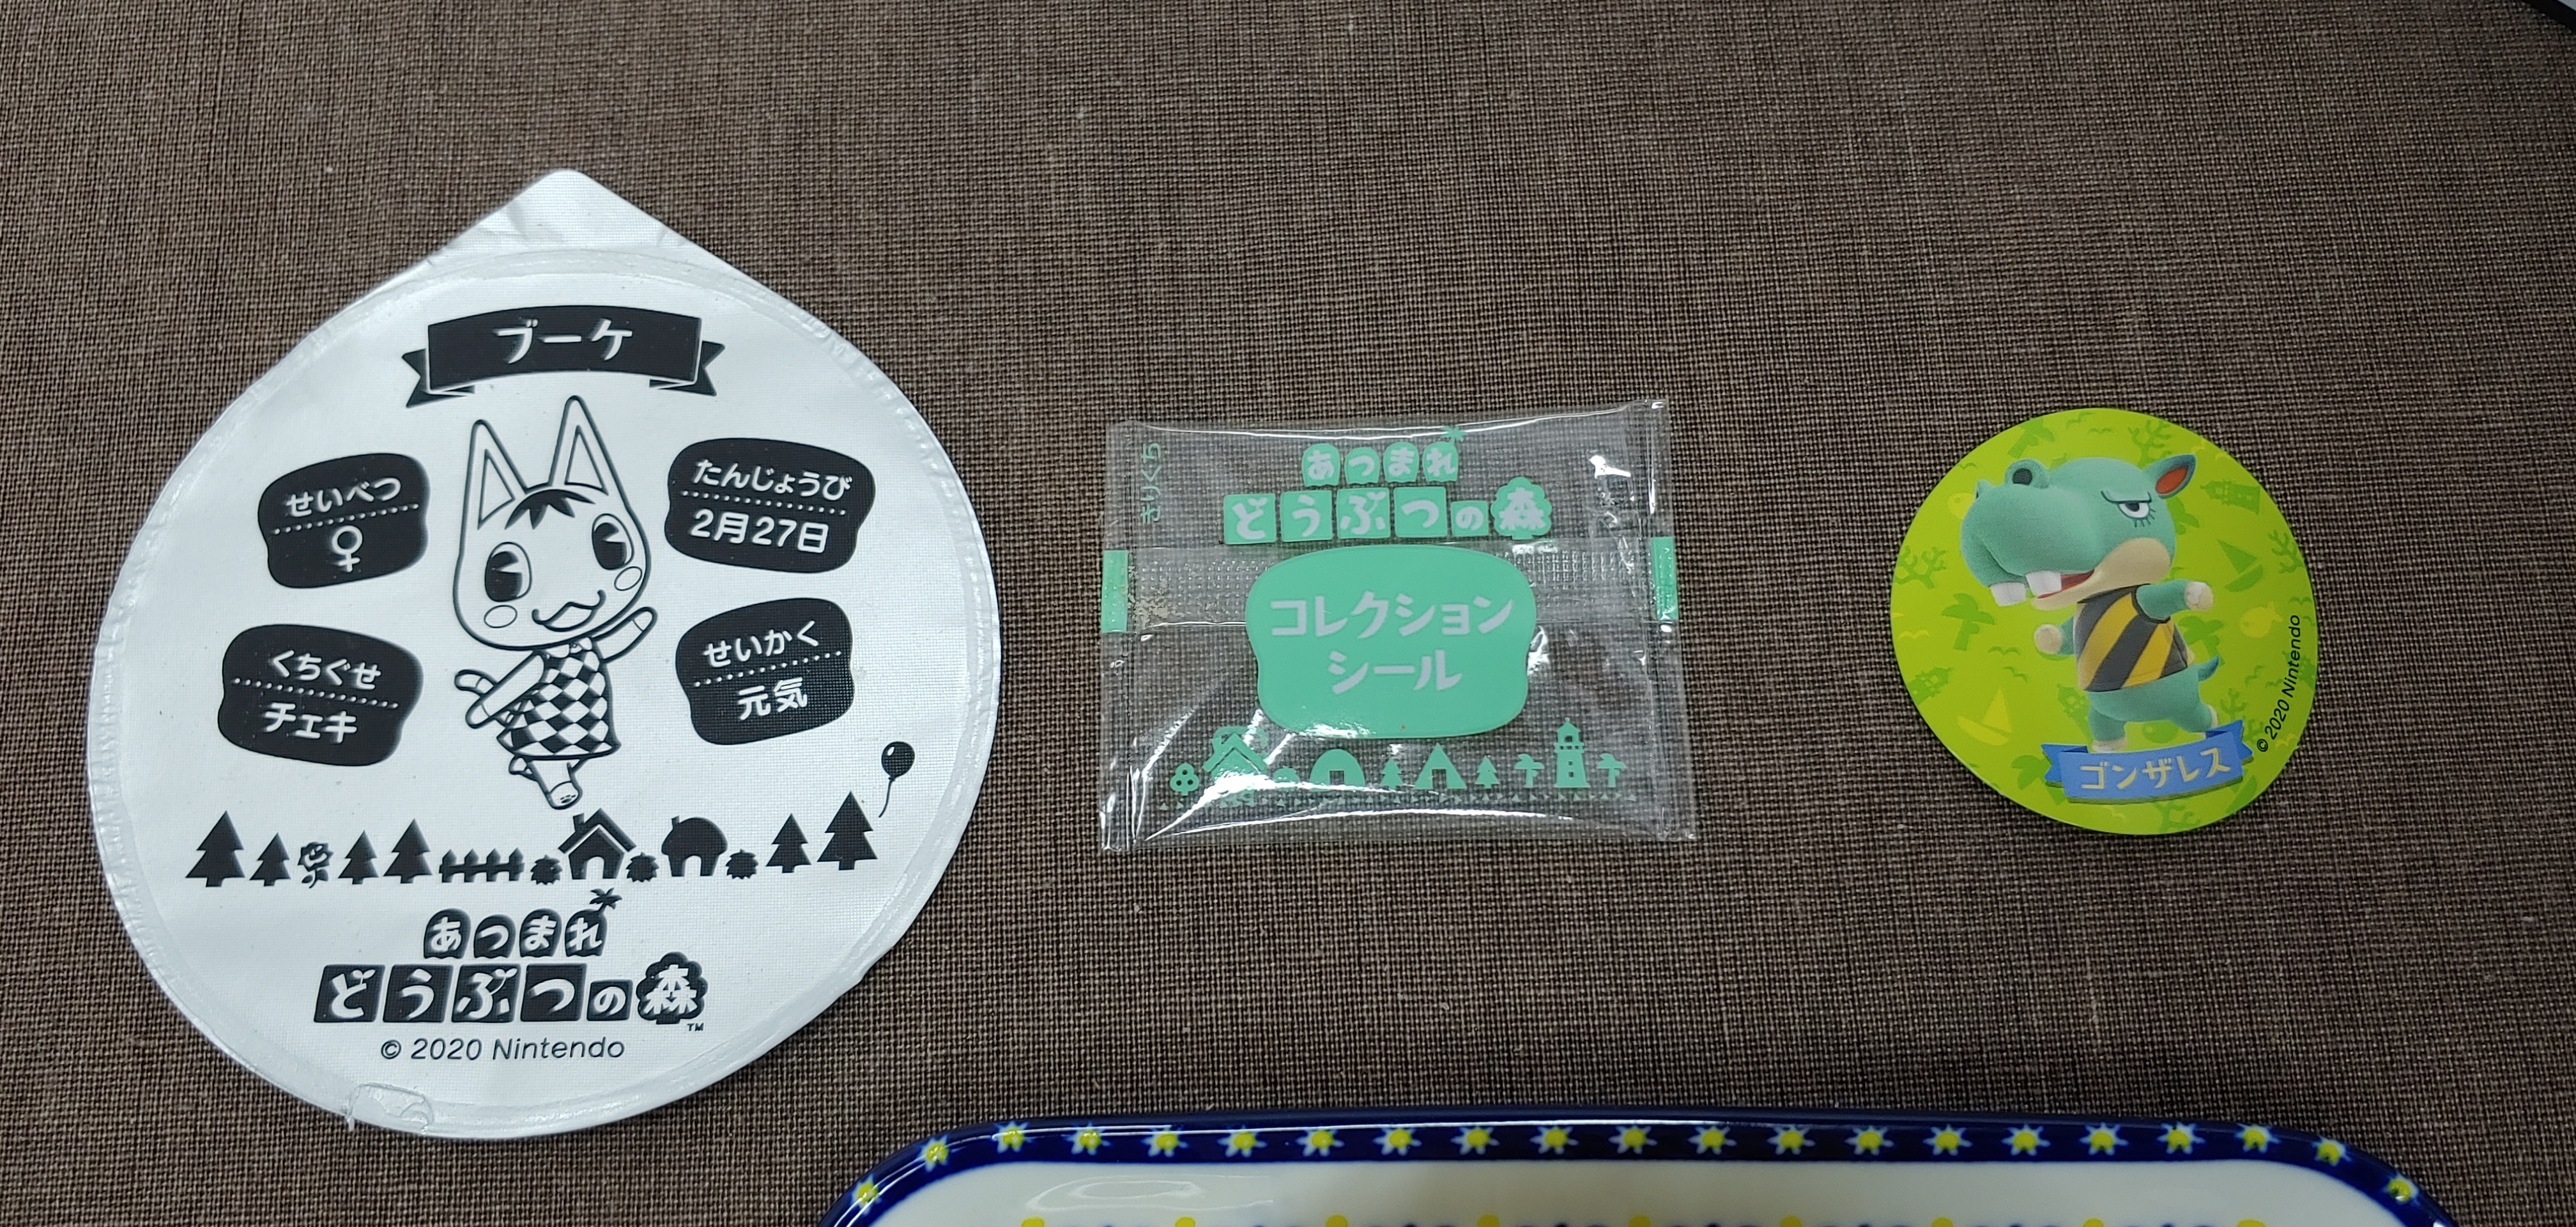 ブーケ
せいべつ
♀
たんじょうび
2月27日
くちぐせ
チェキ
せいかく
元気
あつまれ
どうぶつの森
TM
© 2020 Nintendo
きりくち
あつまれ
どうぶつの森
コレクション
シール
ゴンザレス
© 2020 Nintendo